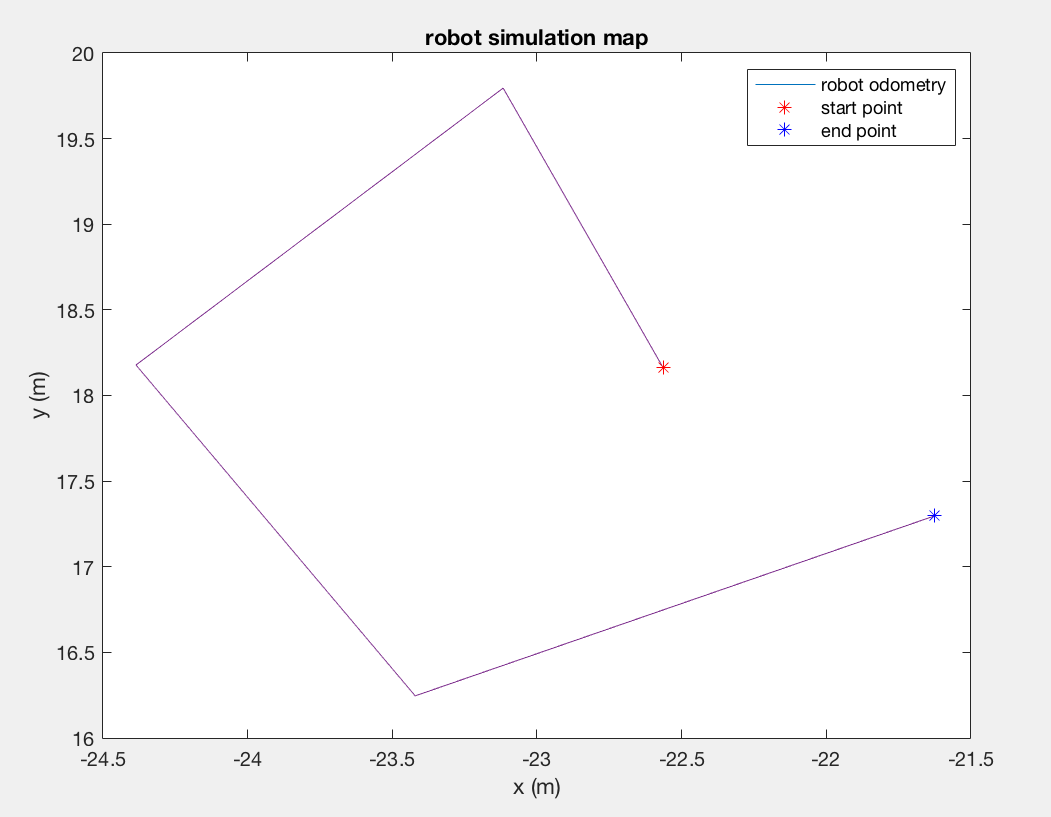 robot simulation map
robot odometry
start point
end point
20
19.5
19
18.5
18
17.5
17
16.5
16
y (m)
-24.5
-24
-23.5
-23
-22.5
-22
-21.5
x (m)